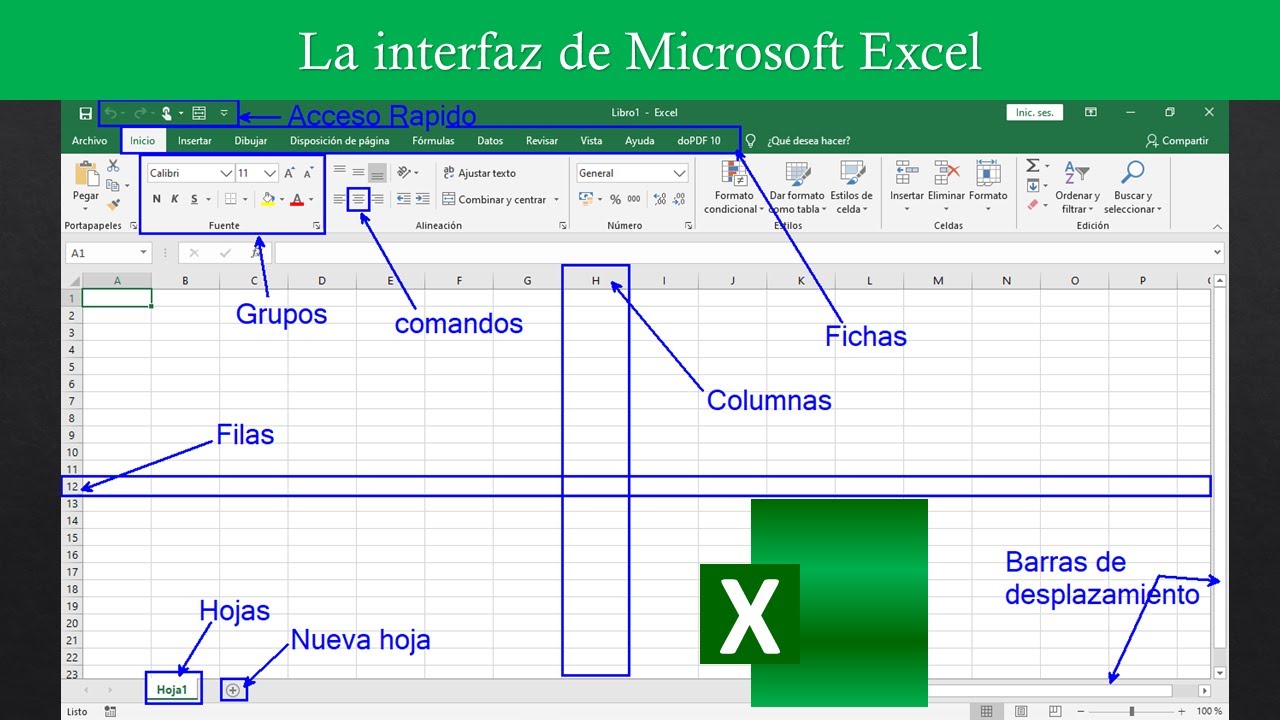 La interfaz de Microsoft Excel
Acceso Rapido
Libro1 - Excel
Inic. ses.
Archivo Inicio Insertar Dibujar Disposición de página Fórmulas Datos Revisar Vista Ayuda doPDF 10 ¿Qué desea hacer? Compartir
Calibri 11 A A Ajustar texto General
Pegar N K S A Combinar y centrar % 000
Formato condicional
Dar formato como tabla
Estilos de celda
Insertar Eliminar Formato
Ordenar y filtrar
Buscar y seleccionar
Portapapeles Fuente Alineación Número Estilos Celdas Edición
A1 fx
A B C D E F G H I J K L M N O P
1
2
3
4
5
6
7
8
9
10
11
12
13
14
15
16
17
18
19
20
21
22
23
Grupos
comandos
Fichas
Columnas
Filas
Barras de
desplazamiento
Hojas
Nueva hoja
X
Hoja1
Listo 100 %